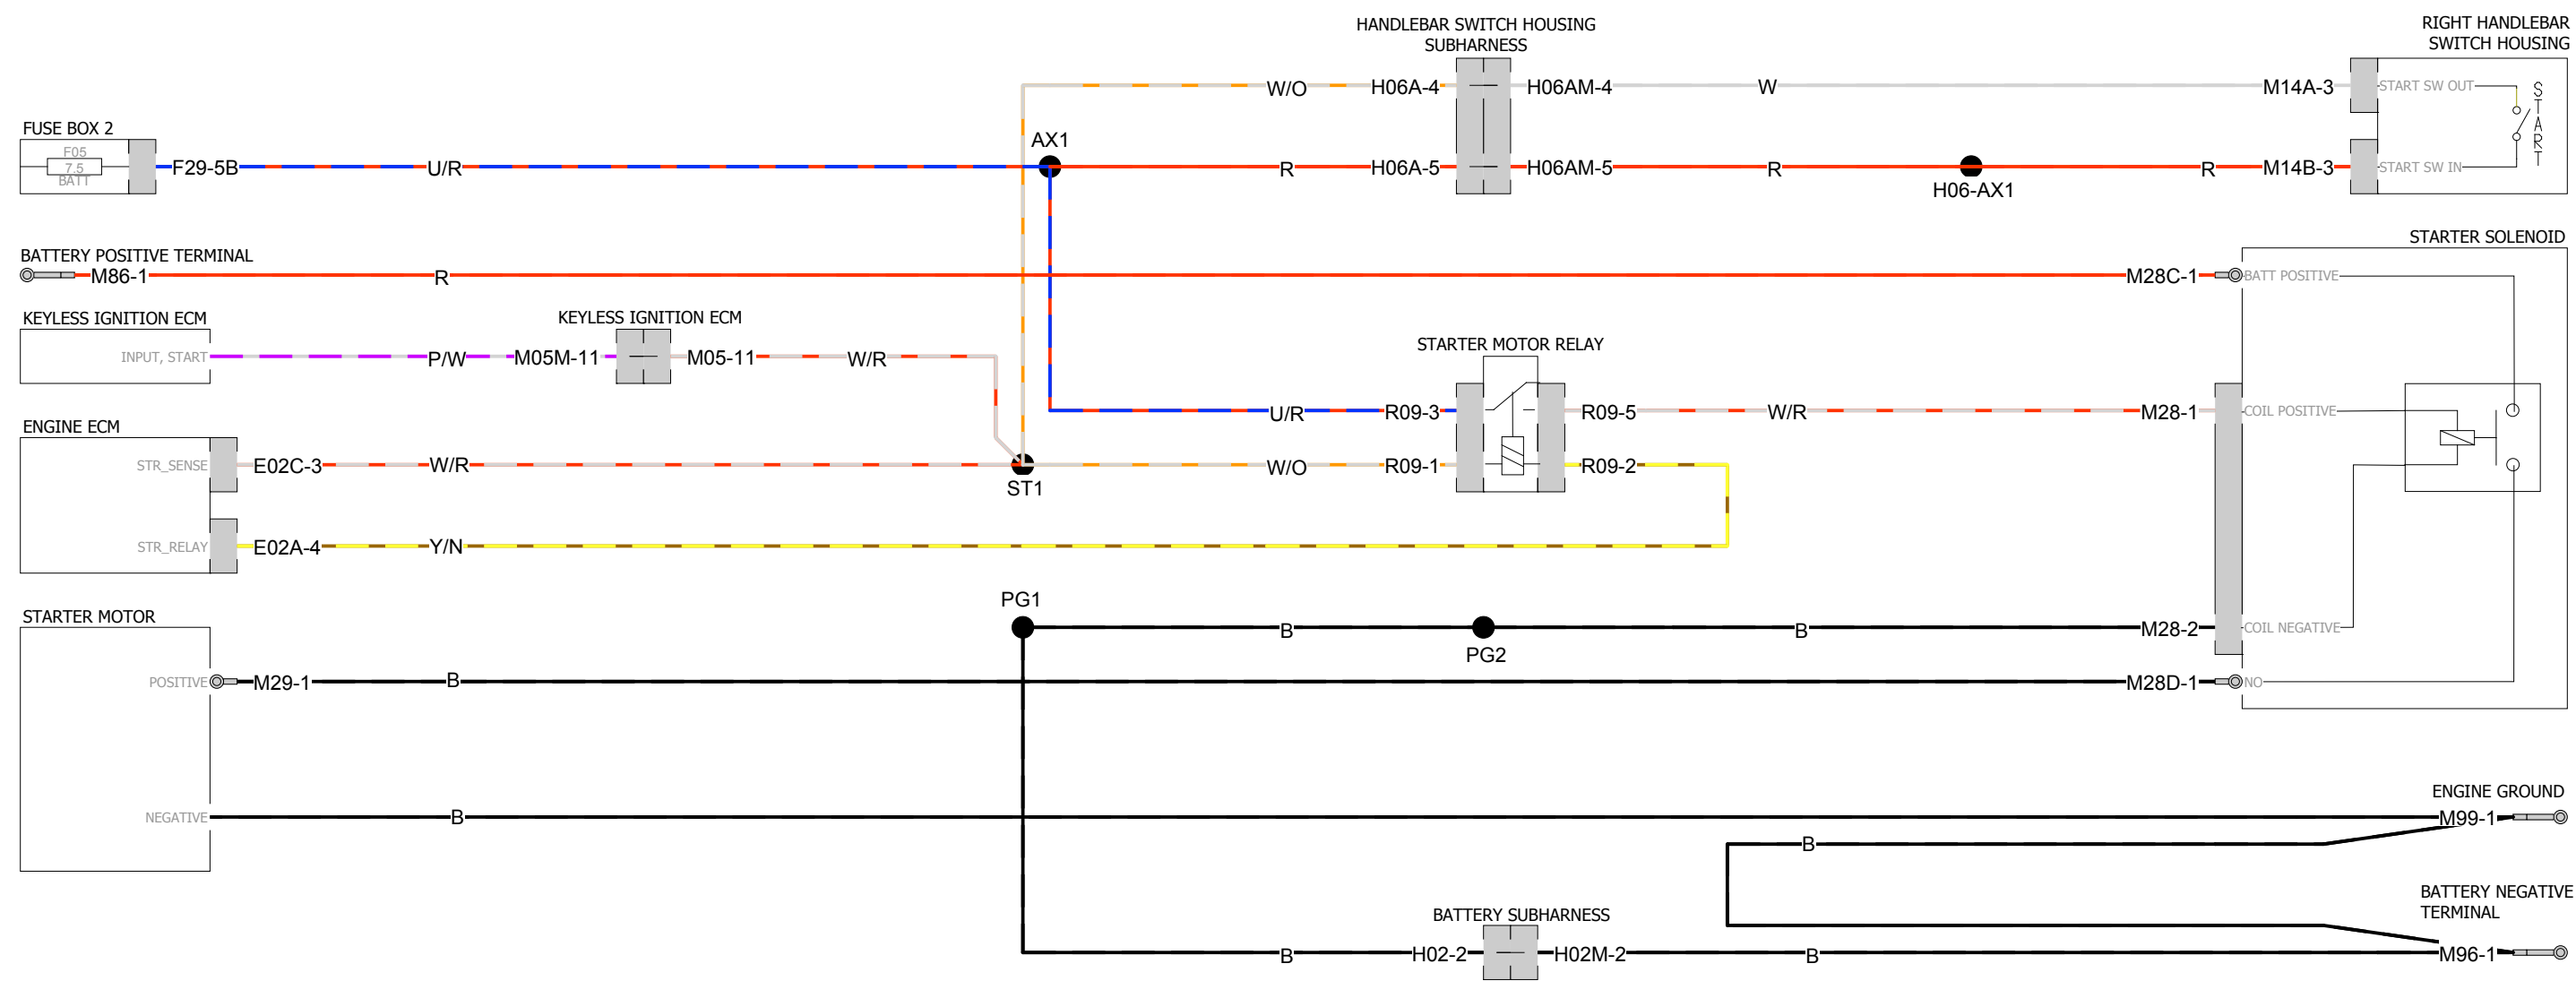 HANDLEBAR SWITCH HOUSING
SUBHARNESS
RIGHT HANDLEBAR
SWITCH HOUSING
W/O
H06A-4
H06AM-4
W
M14A-3
START SW OUT
START
FUSE BOX 2
F05
7.5
BATT
F29-5B
U/R
AX1
R
H06A-5
H06AM-5
R
H06-AX1
R
M14B-3
START SW IN
BATTERY POSITIVE TERMINAL
M86-1
R
M28C-1
STARTER SOLENOID
BATT POSITIVE
KEYLESS IGNITION ECM
INPUT, START
P/W
M05M-11
KEYLESS IGNITION ECM
M05-11
W/R
STARTER MOTOR RELAY
U/R
R09-3
R09-5
W/R
M28-1
COIL POSITIVE
ENGINE ECM
STR_SENSE
E02C-3
W/R
ST1
W/O
R09-1
R09-2
STR_RELAY
E02A-4
Y/N
STARTER MOTOR
PG1
B
PG2
B
M28-2
COIL NEGATIVE
POSITIVE
M29-1
B
M28D-1
NO
NEGATIVE
B
ENGINE GROUND
M99-1
B
BATTERY NEGATIVE
TERMINAL
BATTERY SUBHARNESS
B
H02-2
H02M-2
B
M96-1